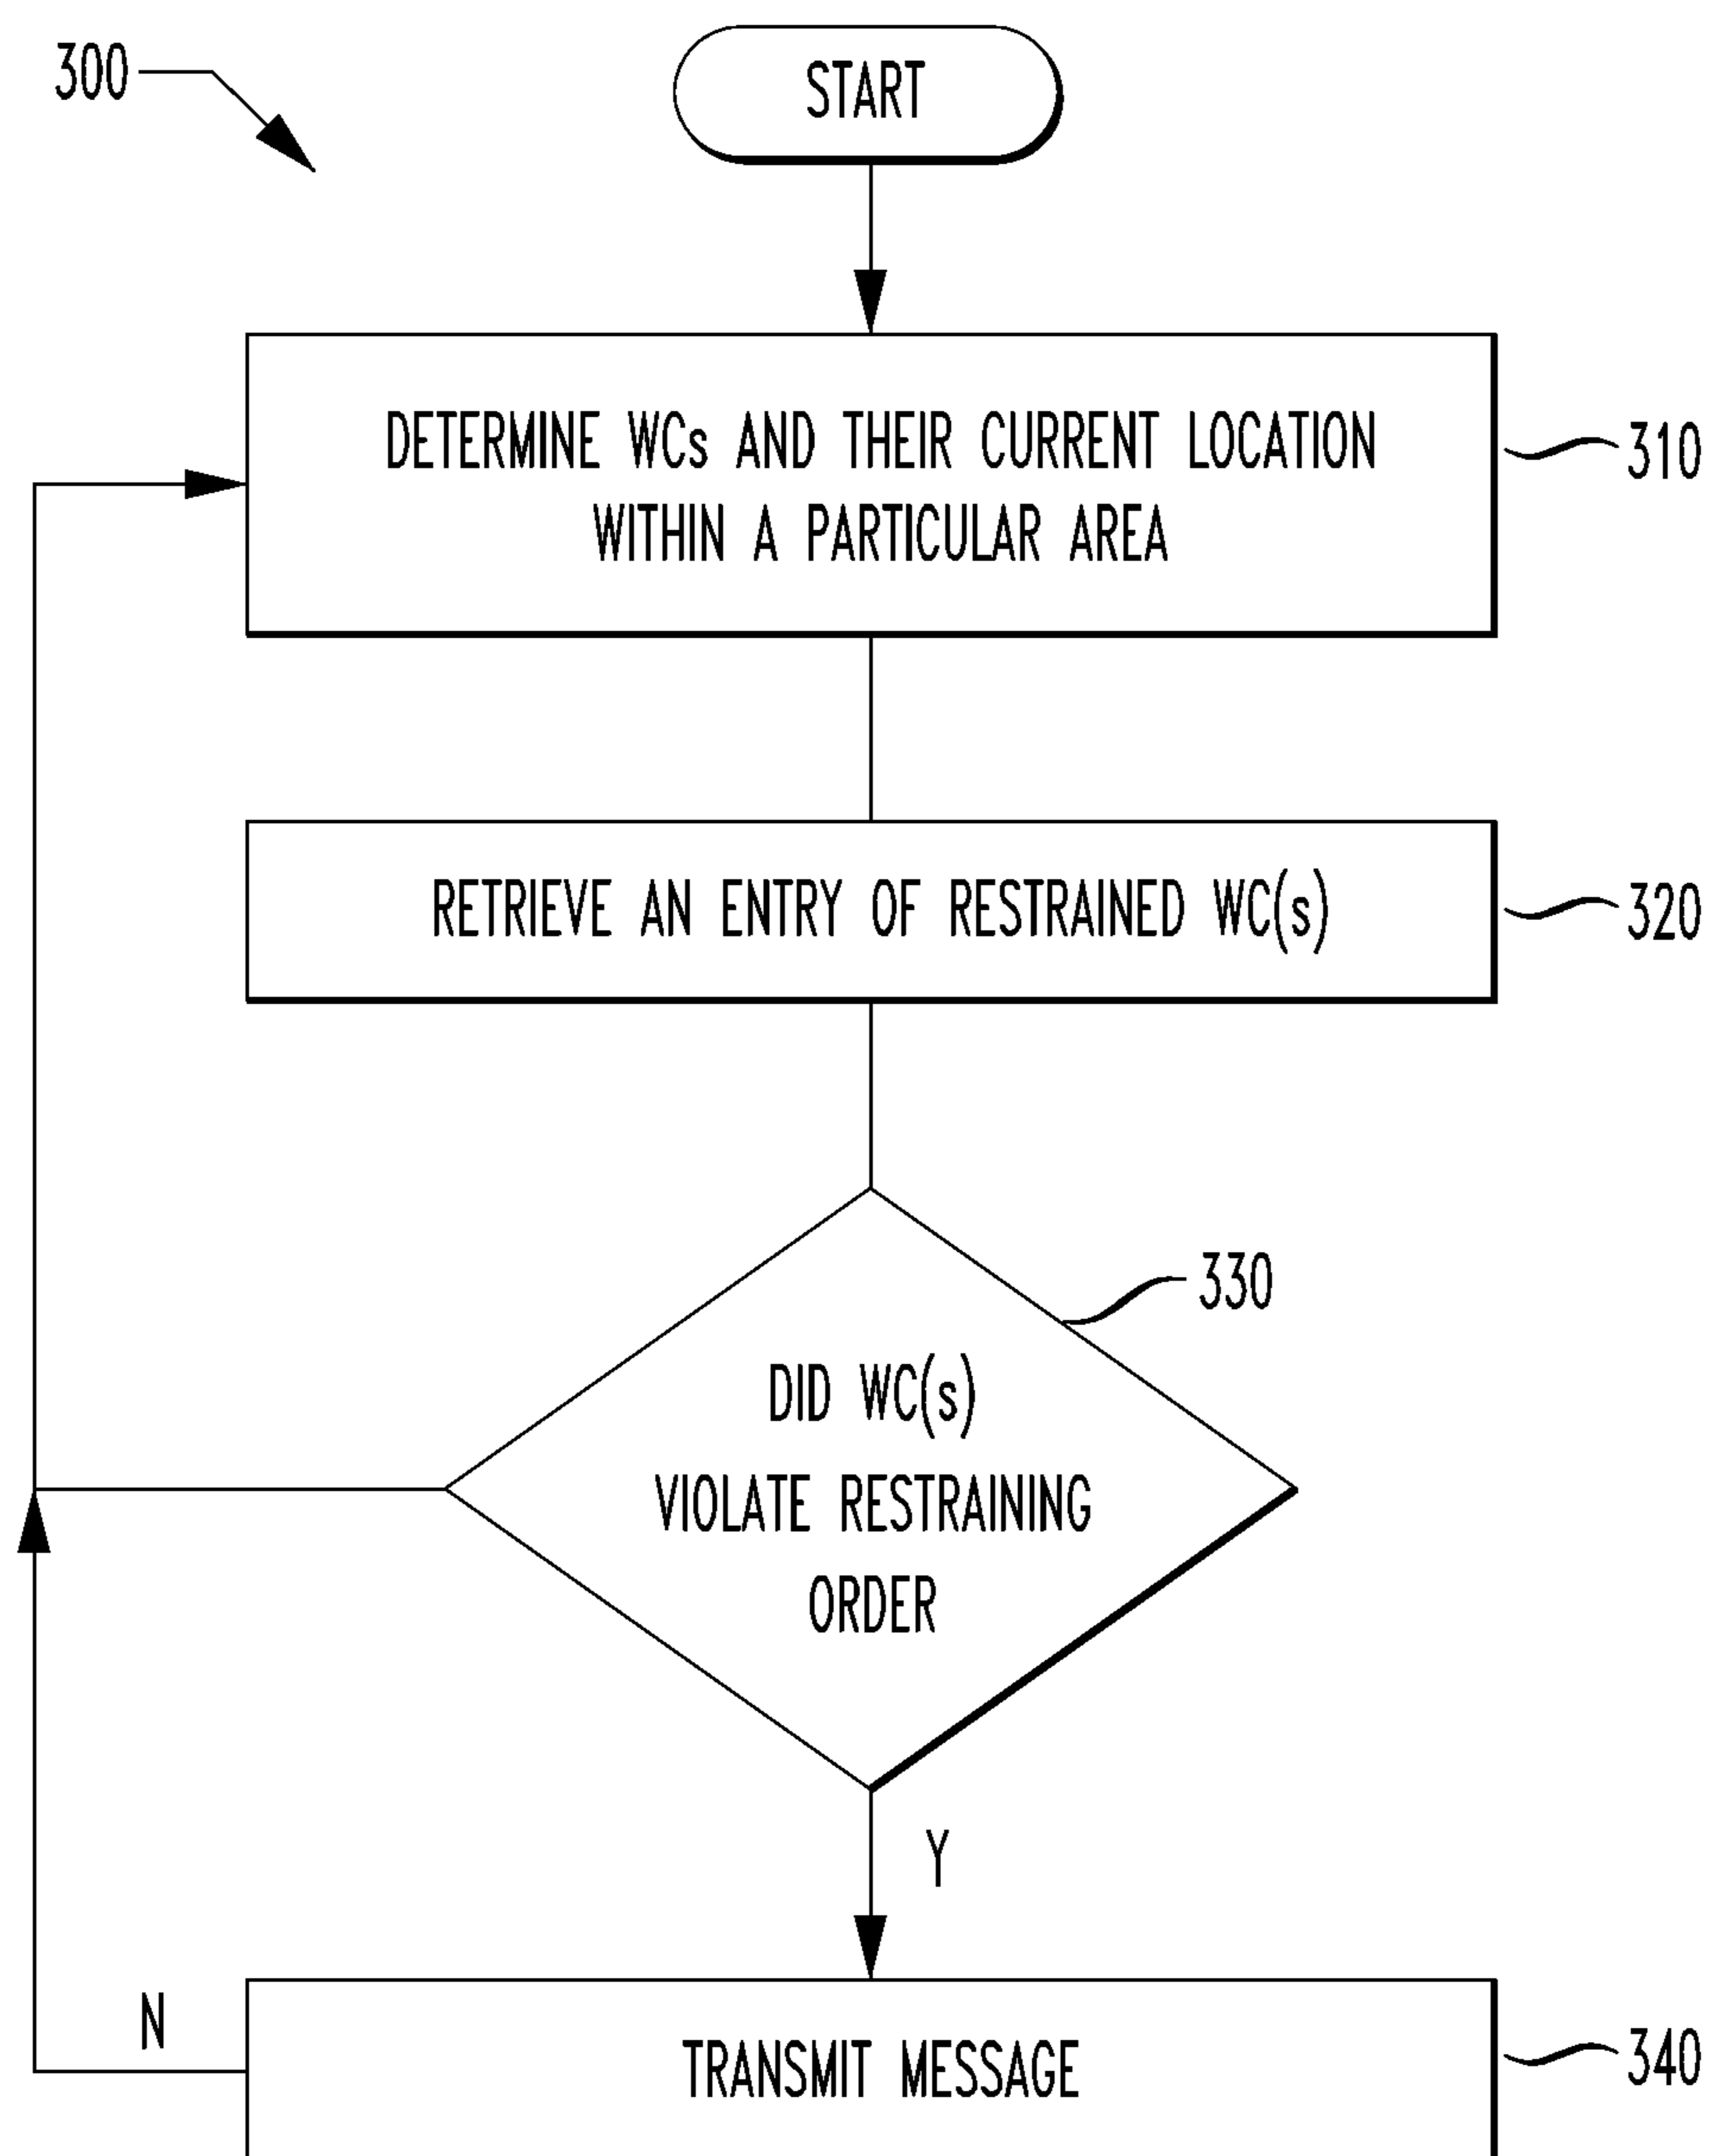 300
START
DETERMINE WCs AND THEIR CURRENT LOCATION
WITHIN A PARTICULAR AREA
310
RETRIEVE AN ENTRY OF RESTRAINED WC(s)
320
330
DID WC(s)
VIOLATE RESTRAINING
ORDER
Y
N
TRANSMIT MESSAGE
340